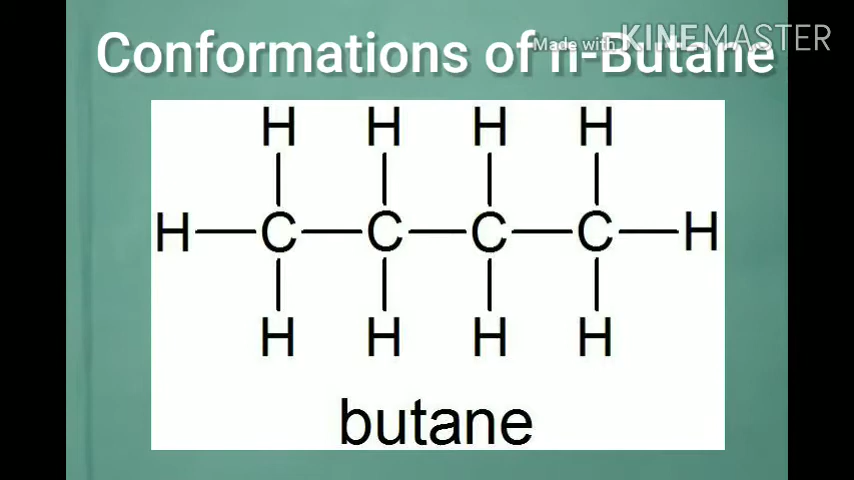 Made with KINEMASTER
Conformations of n-Butane
H H H H
H C C C C H
H H H H
butane